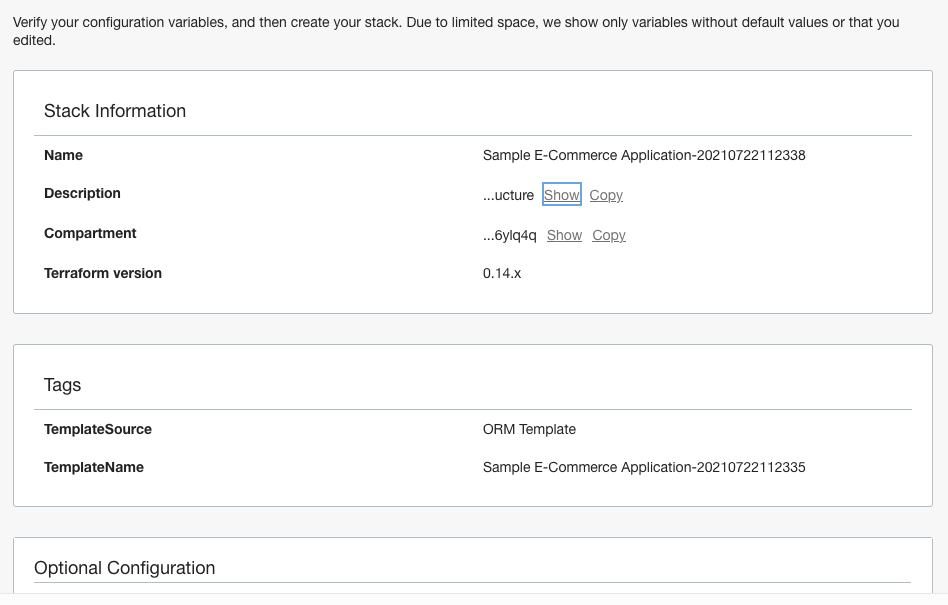 Verify your configuration variables, and then create your stack. Due to limited space, we show only variables without default values or that you
edited.
Stack Information
Name Sample E-Commerce Application-20210722112338
Description ...ucture Show Copy
Compartment ...6ylq4q Show Copy
Terraform version 0.14.x
Tags
TemplateSource ORM Template
TemplateName Sample E-Commerce Application-20210722112335
Optional Configuration